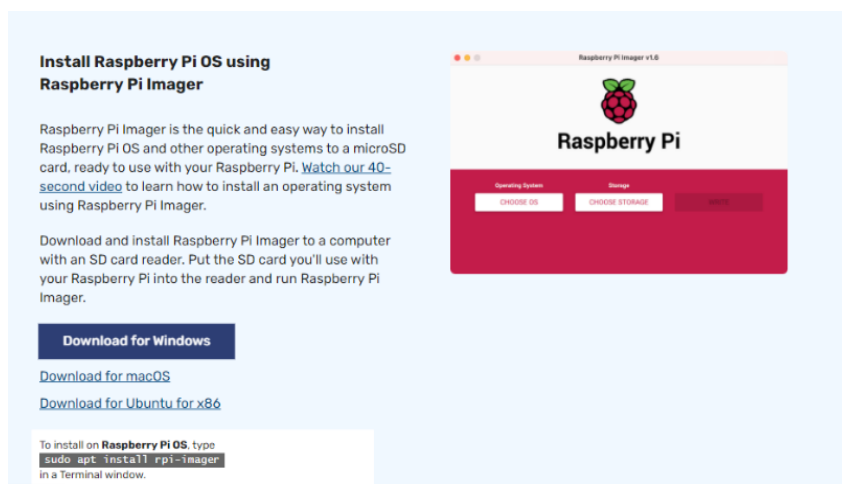 Install Raspberry Pi OS using
Raspberry Pi Imager
Raspberry Pi Imager is the quick and easy way to install
Raspberry Pi OS and other operating systems to a microSD
card, ready to use with your Raspberry Pi. Watch our 40-
second video to learn how to install an operating system
using Raspberry Pi Imager.
Download and install Raspberry Pi Imager to a computer
with an SD card reader. Put the SD card you'll use with
your Raspberry Pi into the reader and run Raspberry Pi
Imager.
Download for Windows
Download for macOS
Download for Ubuntu for x86
To install on Raspberry Pi OS, type
sudo apt install rpi-imager
in a Terminal window.
Raspberry Pi Imager v1.6
Raspberry Pi
Operating System Storage
CHOOSE OS CHOOSE STORAGE WRITE